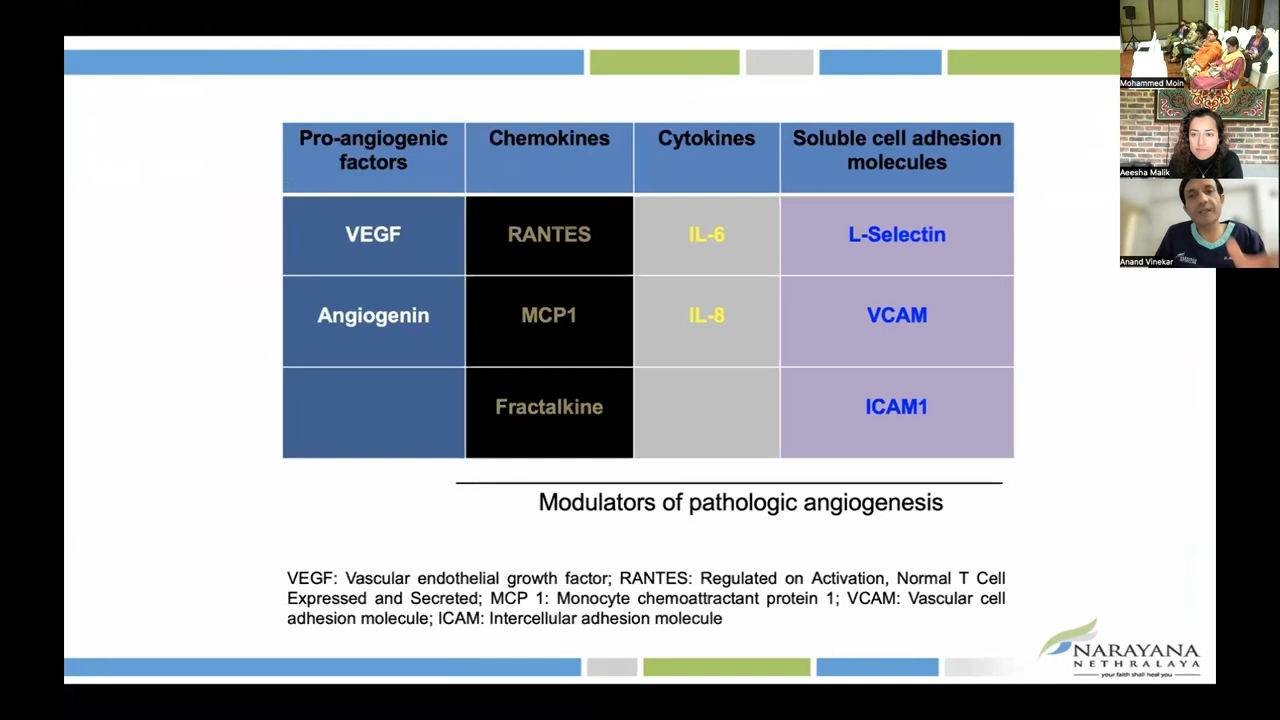 Pro-angiogenic
factors
Chemokines
Cytokines
Soluble cell adhesion
molecules
VEGF
RANTES
IL-6
L-Selectin
Angiogenin
MCP1
IL-8
VCAM
Fractalkine
ICAM1
Modulators of pathologic angiogenesis
VEGF: Vascular endothelial growth factor; RANTES: Regulated on Activation, Normal T Cell
Expressed and Secreted; MCP 1: Monocyte chemoattractant protein 1; VCAM: Vascular cell
adhesion molecule; ICAM: Intercellular adhesion molecule
NARAYANA
NETHRALAYA
your faith shall heal you
Mohammed Moin
Aeesha Malik
Anand Vinekar